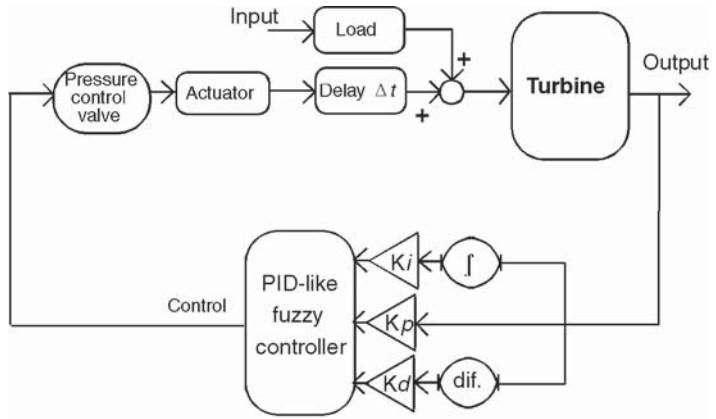 Input
Load
+
Pressure
control
valve
Actuator
Delay Δt
+
Turbine
Output
Control
PID-like
fuzzy
controller
Ki
∫
Kp
Kd
dif.